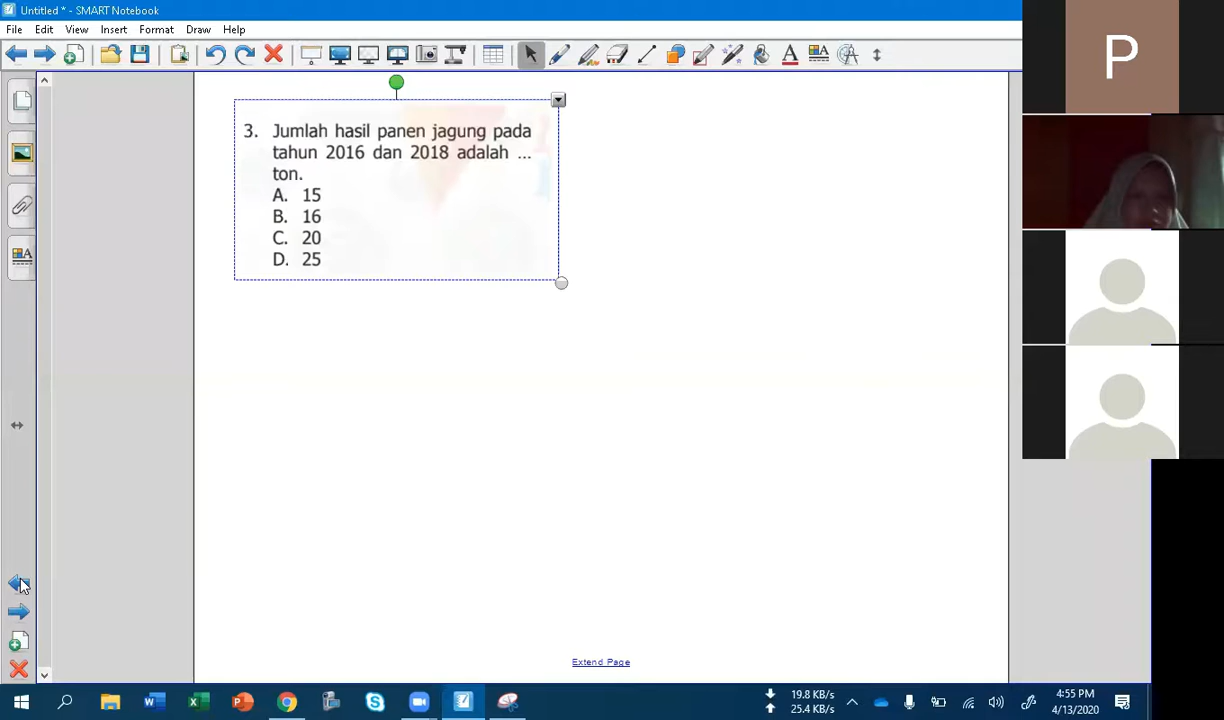 Untitled * - SMART Notebook
File Edit View Insert Format Draw Help
P
3. Jumlah hasil panen jagung pada
tahun 2016 dan 2018 adalah ...
ton.
A. 15
B. 16
C. 20
D. 25
Extend Page
19.8 KB/s
25.4 KB/s
4:55 PM
4/13/2020